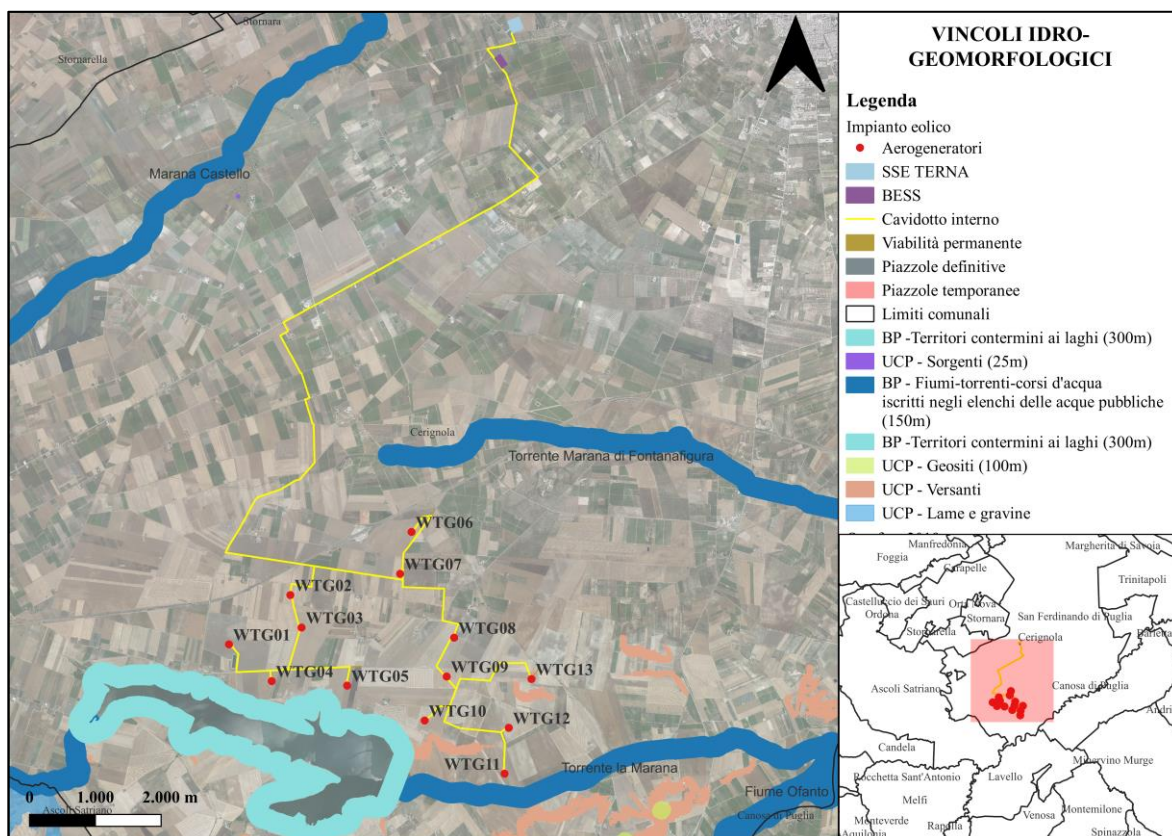 Stornara
Stornarella
Marana Castello
Cerignola
Torrente Marana di Fontanafigura
WTG06
WTG07
WTG02
WTG03
WTG01
WTG08
WTG04
WTG05
WTG09
WTG13
WTG10
WTG12
WTG11
Torrente la Marana
Fiume Ofanto
Ascoli Satriano
Canosa di Puglia
0 1.000 2.000 m
VINCOLI IDRO-
GEOMORFOLOGICI
Legenda
Impianto eolico
Aerogeneratori
SSE TERNA
BESS
Cavidotto interno
Viabilità permanente
Piazzole definitive
Piazzole temporanee
Limiti comunali
BP -Territori contermini ai laghi (300m)
UCP - Sorgenti (25m)
BP - Fiumi-torrenti-corsi d'acqua
iscritti negli elenchi delle acque pubbliche
(150m)
BP -Territori contermini ai laghi (300m)
UCP - Geositi (100m)
UCP - Versanti
UCP - Lame e gravine
Manfredonia
Margherita di Savoia
Foggia
Carapelle
Trinitapoli
Castelluccio dei Sauri
Orta Nova
Ordona
Stornara
San Ferdinando di Puglia
Stornarella
Cerignola
Barletta
Ascoli Satriano
Canosa di Puglia
Andri
Candela
Minervino Murge
Rocchetta Sant'Antonio
Lavello
Melfi
Montemilone
Monteverde
Venosa
Rapolla
Aquilonia
Spinazzola